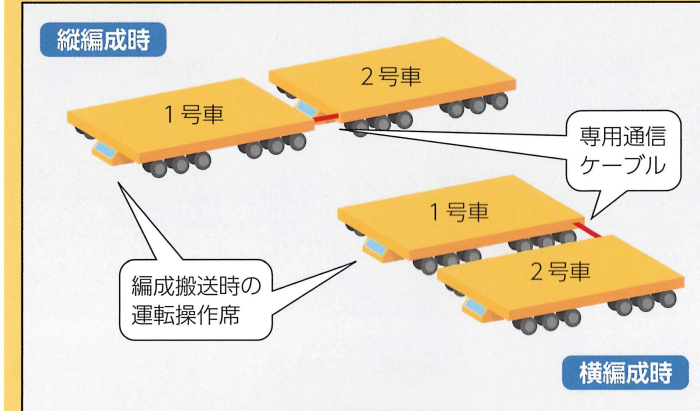 縦編成時
2号車
1号車
専用通信
ケーブル
1号車
2号車
編成搬送時の
運転操作席
横編成時